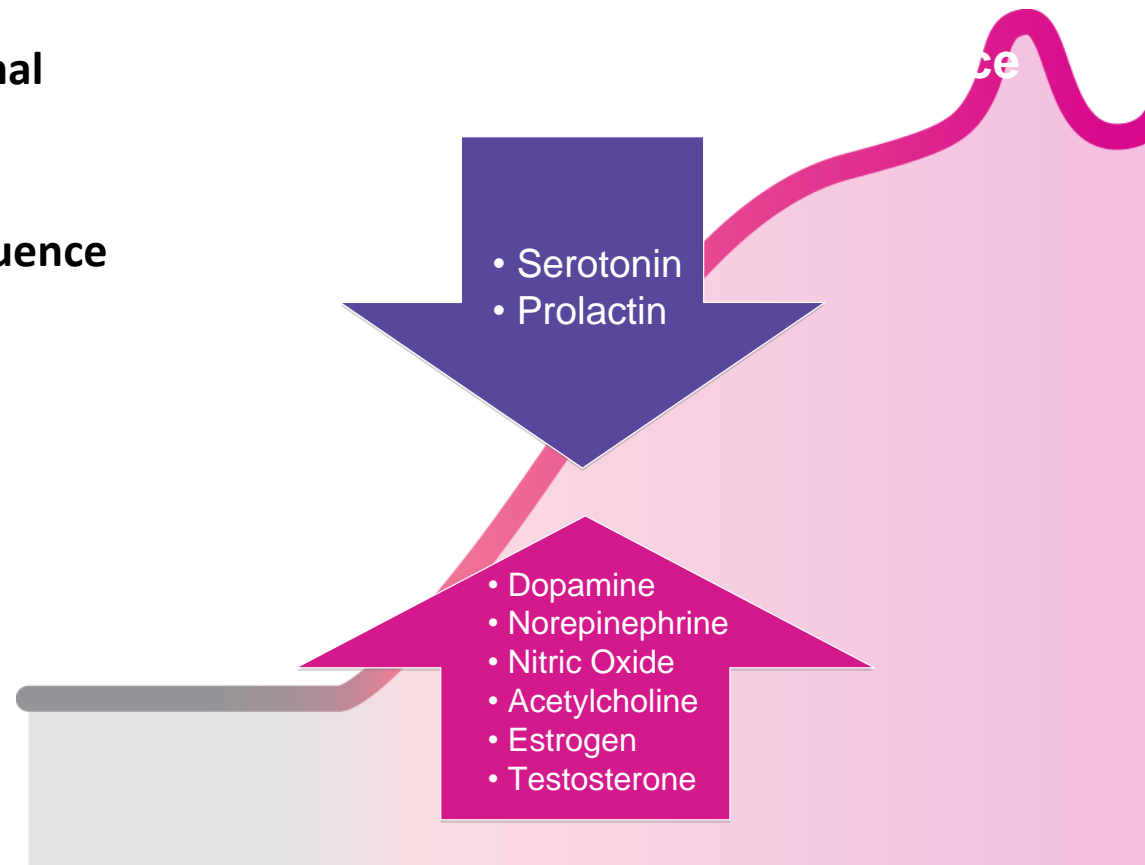 nal
ce
uence
• Serotonin
• Prolactin
• Dopamine
• Norepinephrine
• Nitric Oxide
• Acetylcholine
• Estrogen
• Testosterone